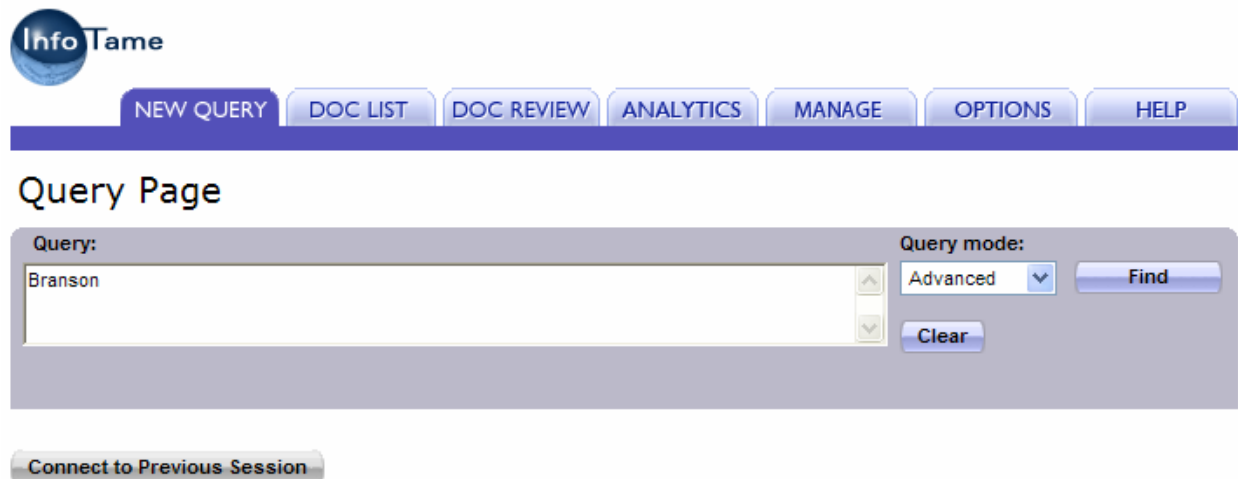 InfoTame
NEW QUERY DOC LIST DOC REVIEW ANALYTICS MANAGE OPTIONS HELP
Query Page
Query: Query mode:
Branson Advanced Find
Clear
Connect to Previous Session